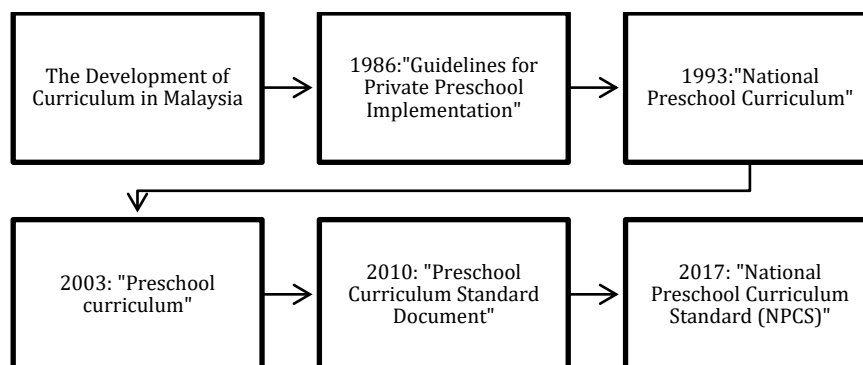 The Development of
Curriculum in Malaysia
1986:"Guidelines for
Private Preschool
Implementation"
1993:"National
Preschool Curriculum"
2003: "Preschool
curriculum"
2010: "Preschool
Curriculum Standard
Document"
2017: "National
Preschool Curriculum
Standard (NPCS)"